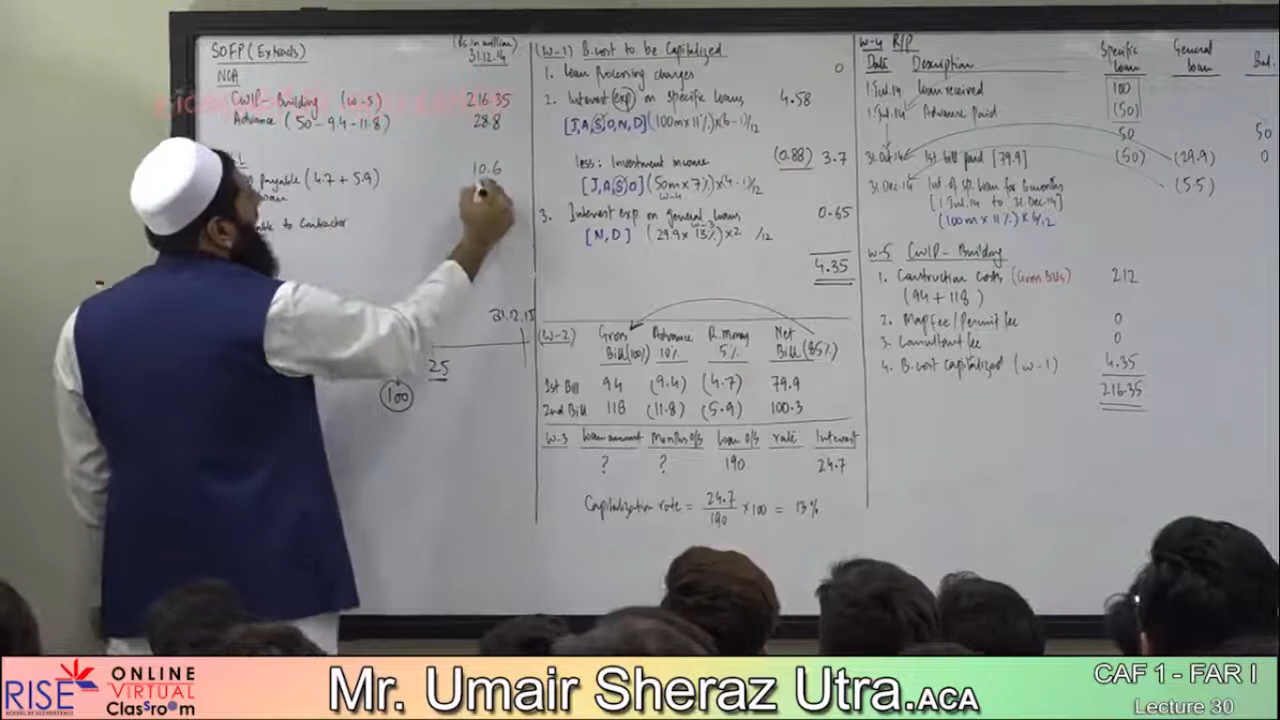 SOFP (Extracts)
(Rs. in million)
31.12.14
NCA
CWIP- Building (W-5) 216.35
Advance (50 - 9.4 - 11.8) 28.8
Payable (4.7 + 5.9) 10.6
to Contractor
31.12.15
25
100
(W-1) B.cost to be Capitalized
1. Loan processing charges 0
2. Interest (exp) on specific loans 4.58
[J,A,S,O,N,D] (100m x 11%) x (6-1)/12
less: Investment income (0.88) 3.7
[J,A,S,O] (50m x 7%) x (4-1)/12
W-4
3. Interest exp. on general loans 0.65
W-3
[N,D] (29.9 x 13%) x 2 /12
4.35
(W-2) Gross Bill(100%) Advance 10% R.Money 5% Net Bill(85%)
1st Bill 94 (9.4) (4.7) 79.9
2nd Bill 118 (11.8) (5.9) 100.3
W-3 Loan amount Months o/s Loan o/s rate Interest
? ? 190 24.7
Capitalization rate = 24.7/190 x 100 = 13%
W-4 R/P
Date Description Specific loan General loan Bal.
1.Jul.14 Loan received 100
1.Jul.14 Advance paid (50)
50 50
31.Oct.14 1st bill paid [79.9] (50) (29.9) 0
31.Dec.14 Int. of sp. loan for 6 months (5.5)
[1.Jul.14 to 31.Dec.14]
(100m x 11%) x 6/12
W-5 CWIP- Building
1. Construction Costs (Gross Bills) 212
(94 + 118)
2. Map fee/Permit fee 0
3. Consultant fee 0
4. B.cost capitalized (W-1) 4.35
216.35
RISE
SCHOOL OF ACCOUNTANCY
ONLINE
VIRTUAL
Classroom
Mr. Umair Sheraz Utra.ACA
CAF 1 - FAR I
Lecture 30